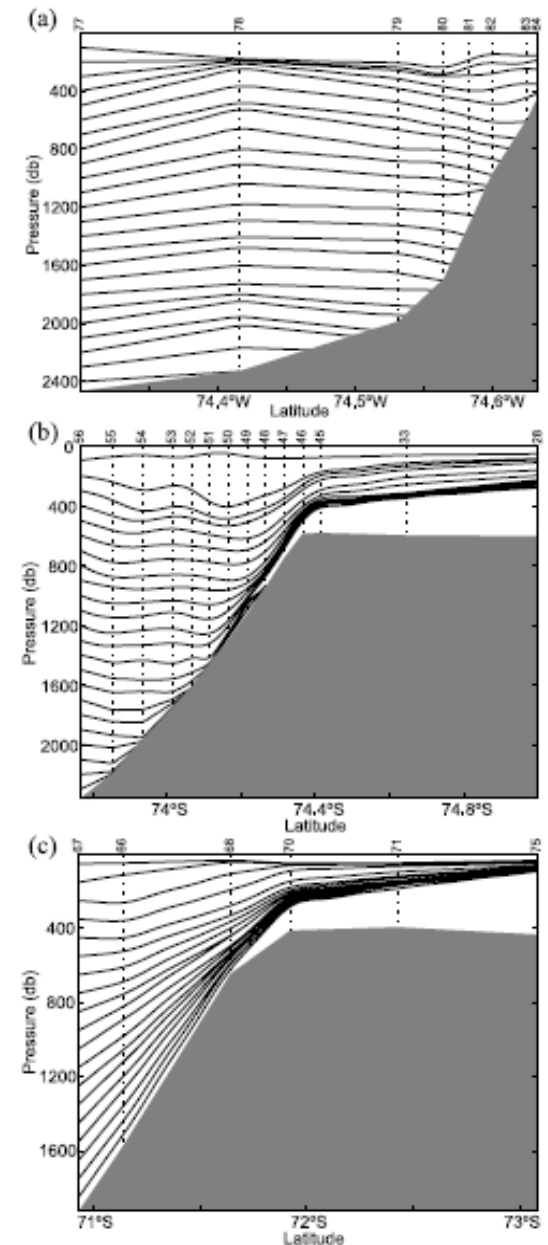 (a)
77 78 79 80 81 82 83 84
400
800
1200
1600
2000
2400
Pressure (db)
74.4°W 74.5°W 74.6°W
Latitude
(b)
56 55 54 53 52 51 50 49 48 47 46 45 33 28
0
400
800
1200
1600
2000
Pressure (db)
74°S 74.4°S 74.8°S
Latitude
(c)
67 66 68 70 71 75
400
800
1200
1600
Pressure (db)
71°S 72°S 73°S
Latitude